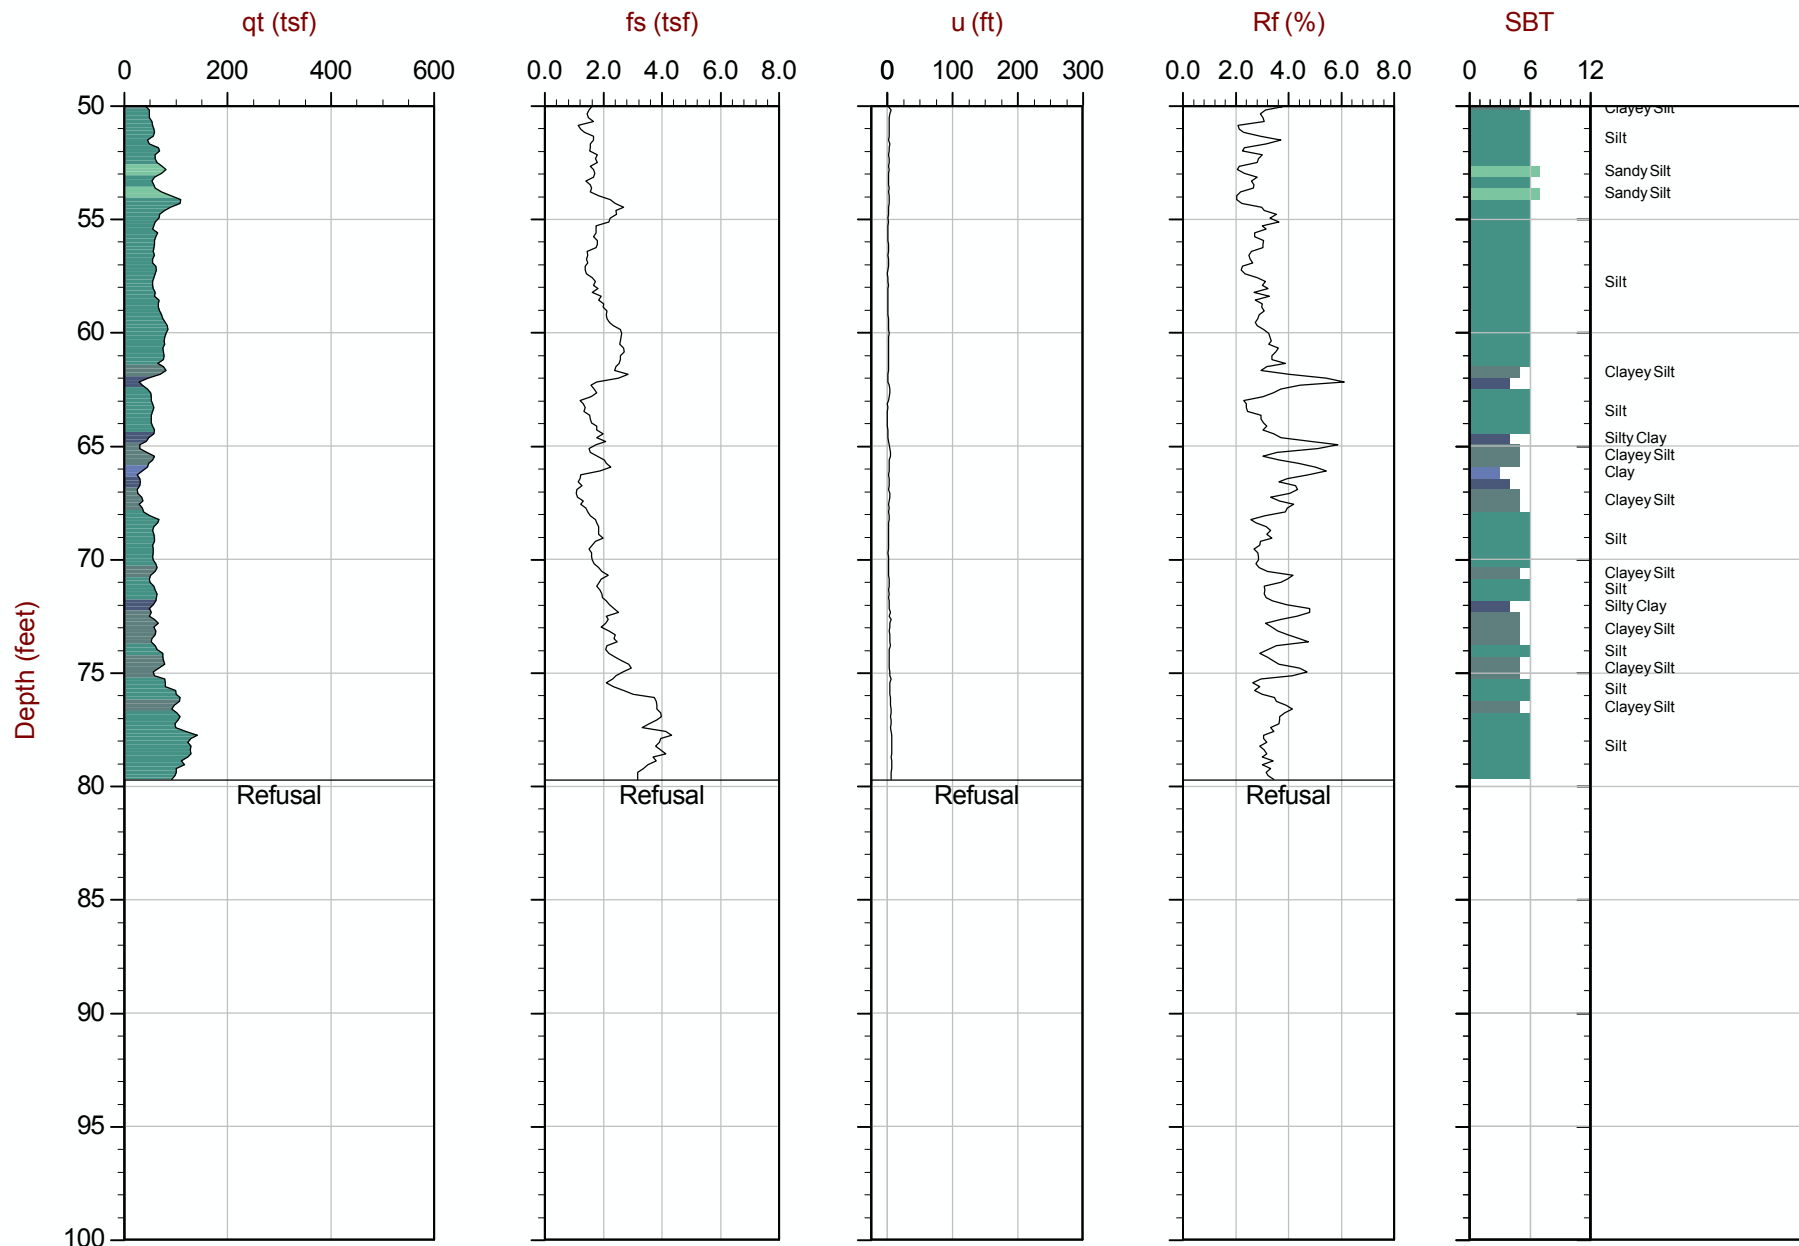 qt (tsf) fs (tsf) u (ft) Rf (%) SBT
0 200 400 600 0.0 2.0 4.0 6.0 8.0 0 100 200 300 0.0 2.0 4.0 6.0 8.0 0 6 12
50
Clayey Silt
Silt
Sandy Silt
Sandy Silt
55
Silt
60
Clayey Silt
Silt
65
Silty Clay
Clayey Silt
Clay
Clayey Silt
Silt
70
Clayey Silt
Silt
Silty Clay
Clayey Silt
Silt
Depth (feet)
75
Clayey Silt
Silt
Clayey Silt
Silt
80
Refusal Refusal Refusal Refusal
85
90
95
100